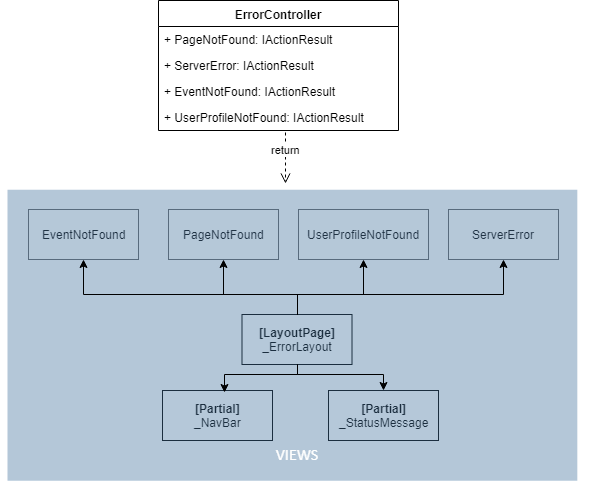 ErrorController
+ PageNotFound: IActionResult
+ ServerError: IActionResult
+ EventNotFound: IActionResult
+ UserProfileNotFound: IActionResult
return
EventNotFound
PageNotFound
UserProfileNotFound
ServerError
[LayoutPage]
_ErrorLayout
[Partial]
_NavBar
[Partial]
_StatusMessage
VIEWS